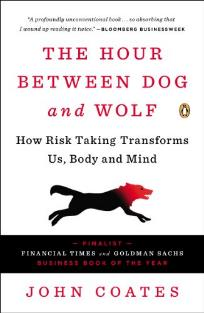 "A profoundly unconventional book . . . so absorbing that
I wound up reading it twice." —BLOOMBERG BUSINESSWEEK
THE HOUR
BETWEEN DOG
and WOLF
How Risk Taking Transforms
Us, Body and Mind
— FINALIST —
FINANCIAL TIMES and GOLDMAN SACHS
BUSINESS BOOK OF THE YEAR
JOHN COATES